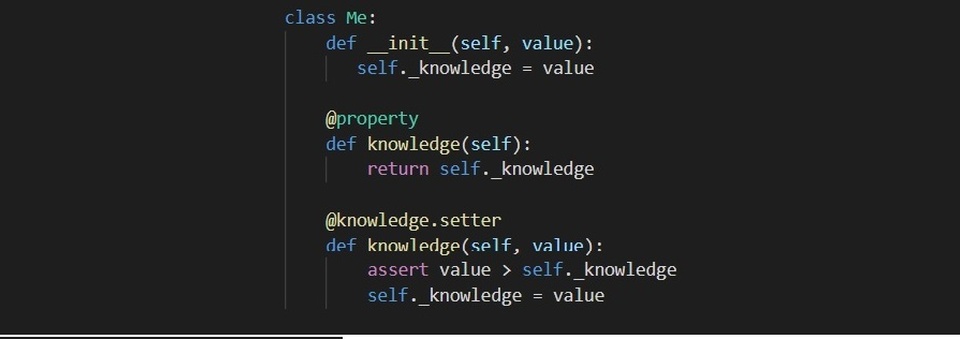 class Me:
def __init__(self, value):
self._knowledge = value
@property
def knowledge(self):
return self._knowledge
@knowledge.setter
def knowledge(self, value):
assert value > self._knowledge
self._knowledge = value